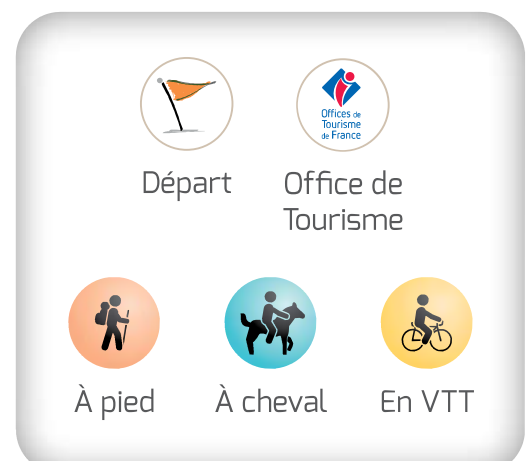 Offices de
Tourisme
de France
Départ
Office de
Tourisme
À pied
À cheval
En VTT